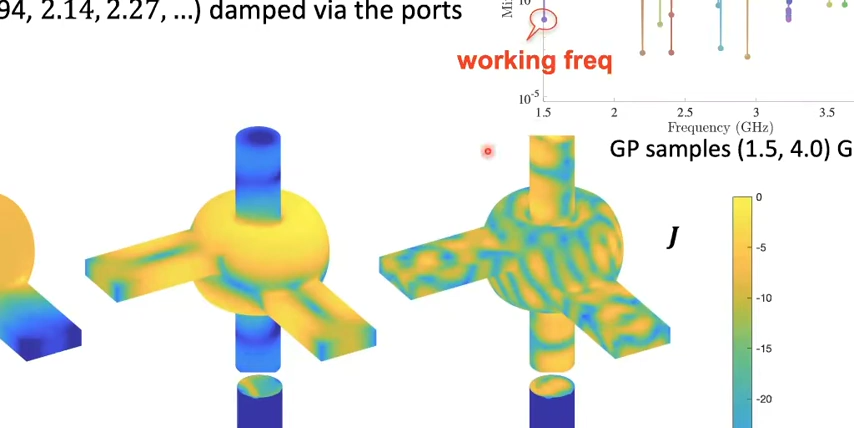 94, 2.14, 2.27, ...) damped via the ports
working freq
10⁻⁵
1.5 2 2.5 3 3.5
Frequency (GHz)
GP samples (1.5, 4.0) G
J
0
-5
-10
-15
-20